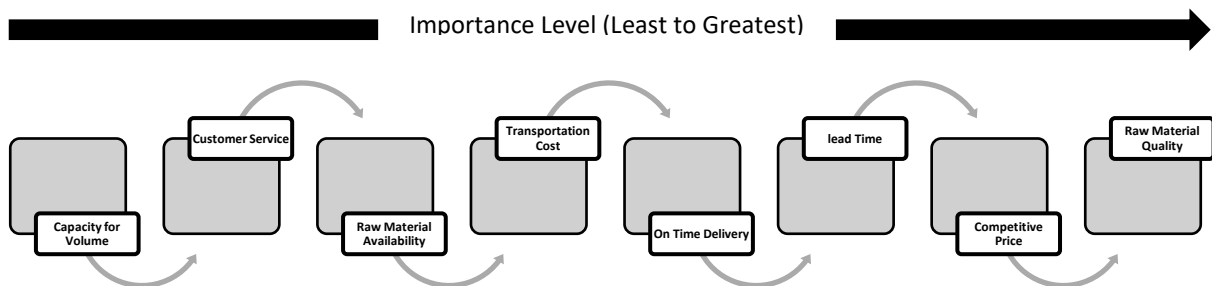 Importance Level (Least to Greatest)
Capacity for
Volume
Customer Service
Raw Material
Availability
Transportation
Cost
On Time Delivery
lead Time
Competitive
Price
Raw Material
Quality